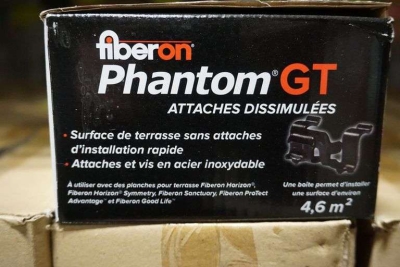 fiberon
Phantom® GT
ATTACHES DISSIMULÉES
• Surface de terrasse sans attaches
d'installation rapide
• Attaches et vis en acier inoxydable
À utiliser avec des planches pour terrasse Fiberon Horizon®,
Fiberon Horizon® Symmetry, Fiberon Sanctuary, Fiberon ProTect
Advantage™ et Fiberon Good Life™
Une boîte permet d'installer
une surface d'environ
4,6 m²